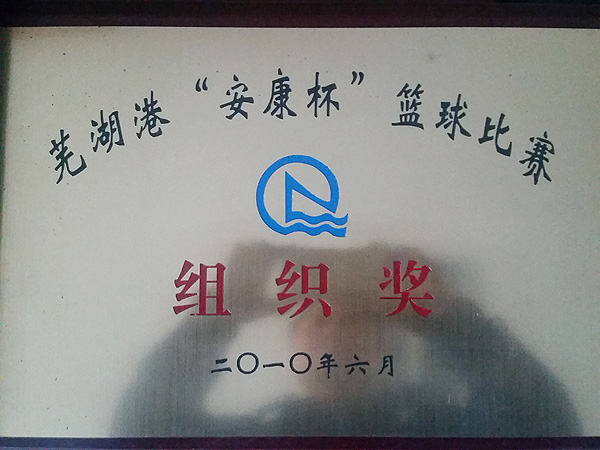 芜湖港“安康杯”篮球比赛
组织奖
二〇一〇年六月